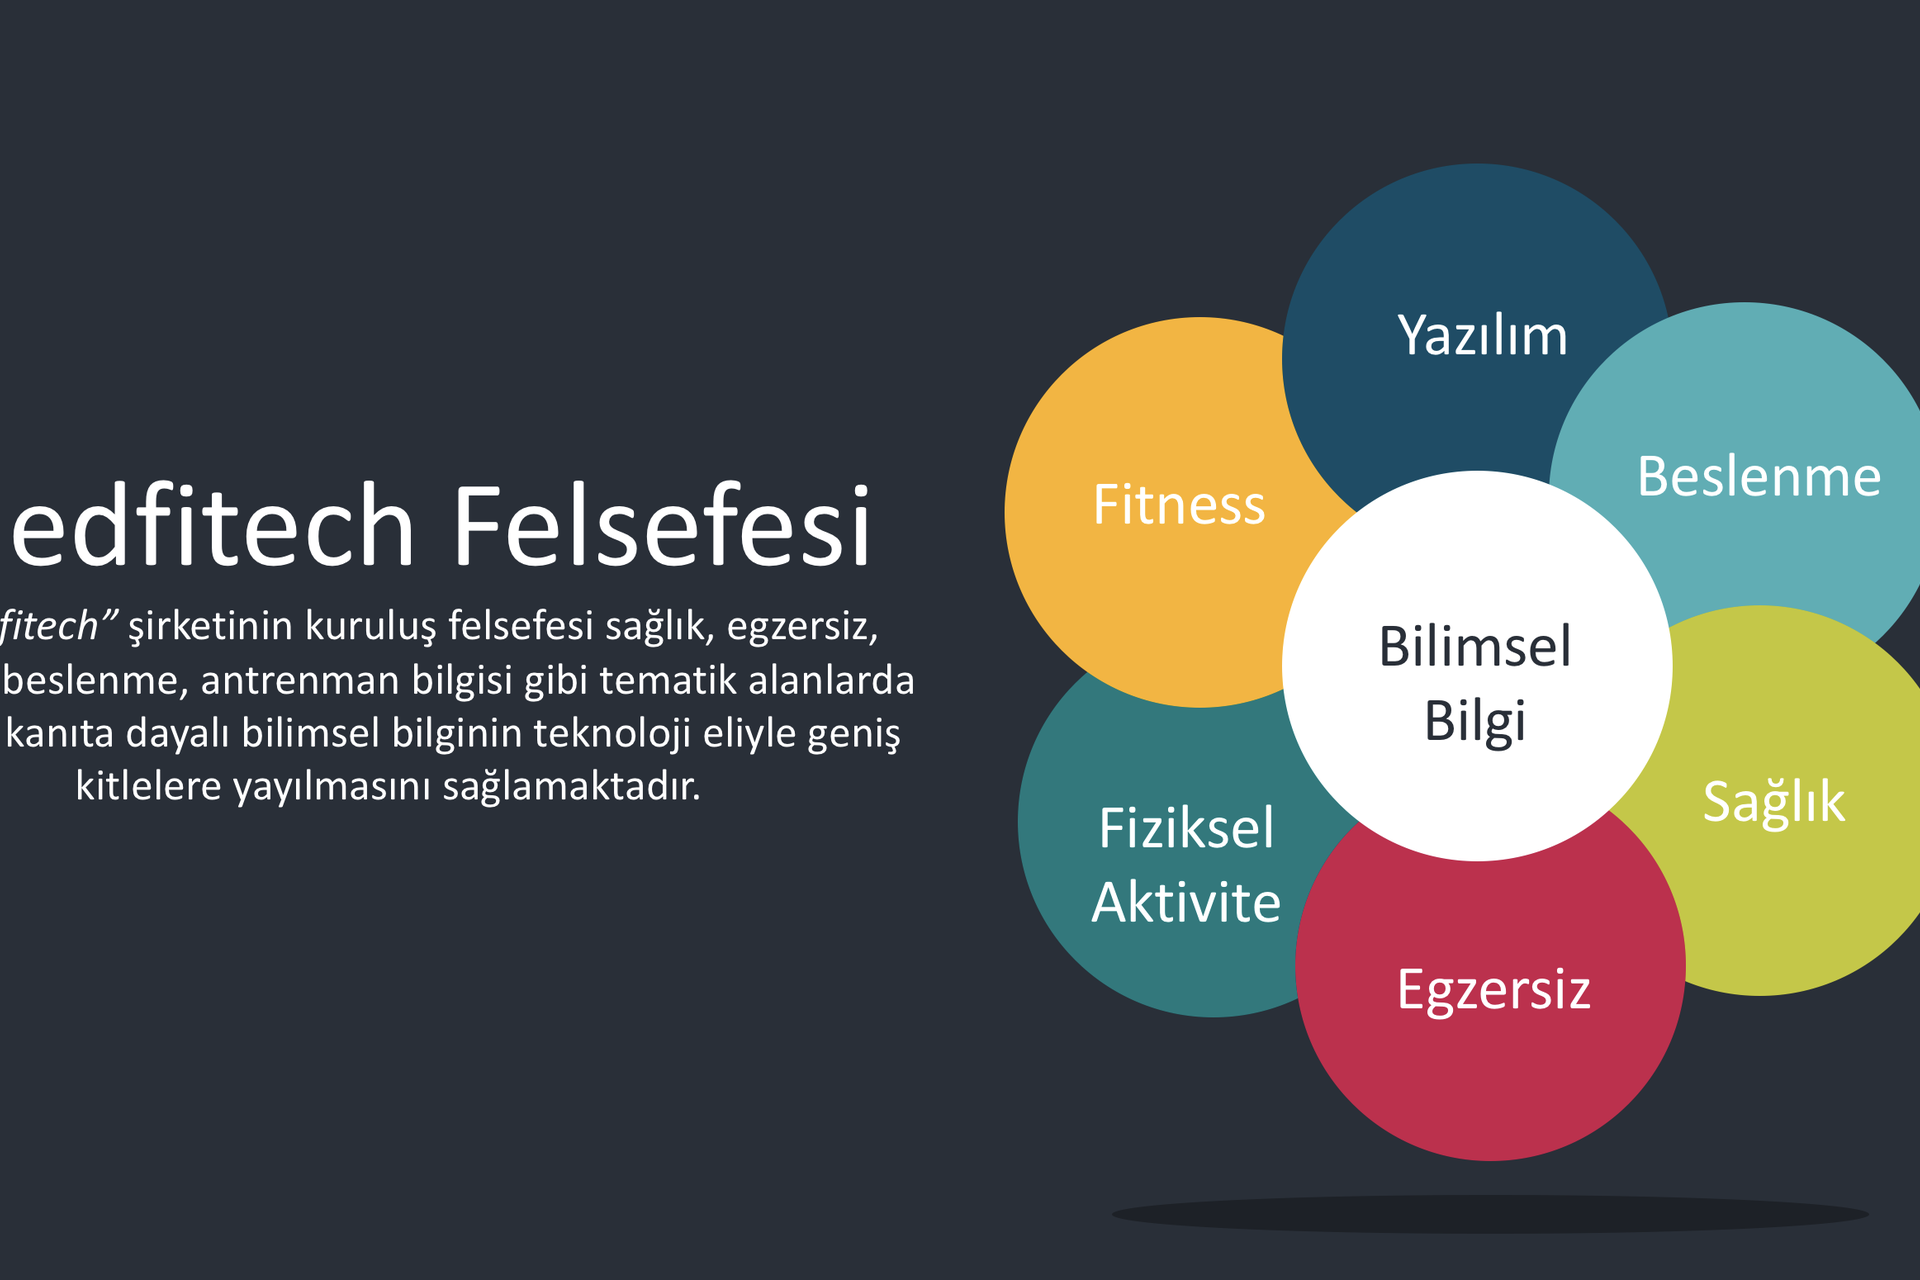 edfitech Felsefesi
fitech” şirketinin kuruluş felsefesi sağlık, egzersiz,
beslenme, antrenman bilgisi gibi tematik alanlarda
kanıta dayalı bilimsel bilginin teknoloji eliyle geniş
kitlelere yayılmasını sağlamaktadır.
Yazılım
Beslenme
Fitness
Bilimsel
Bilgi
Sağlık
Fiziksel
Aktivite
Egzersiz